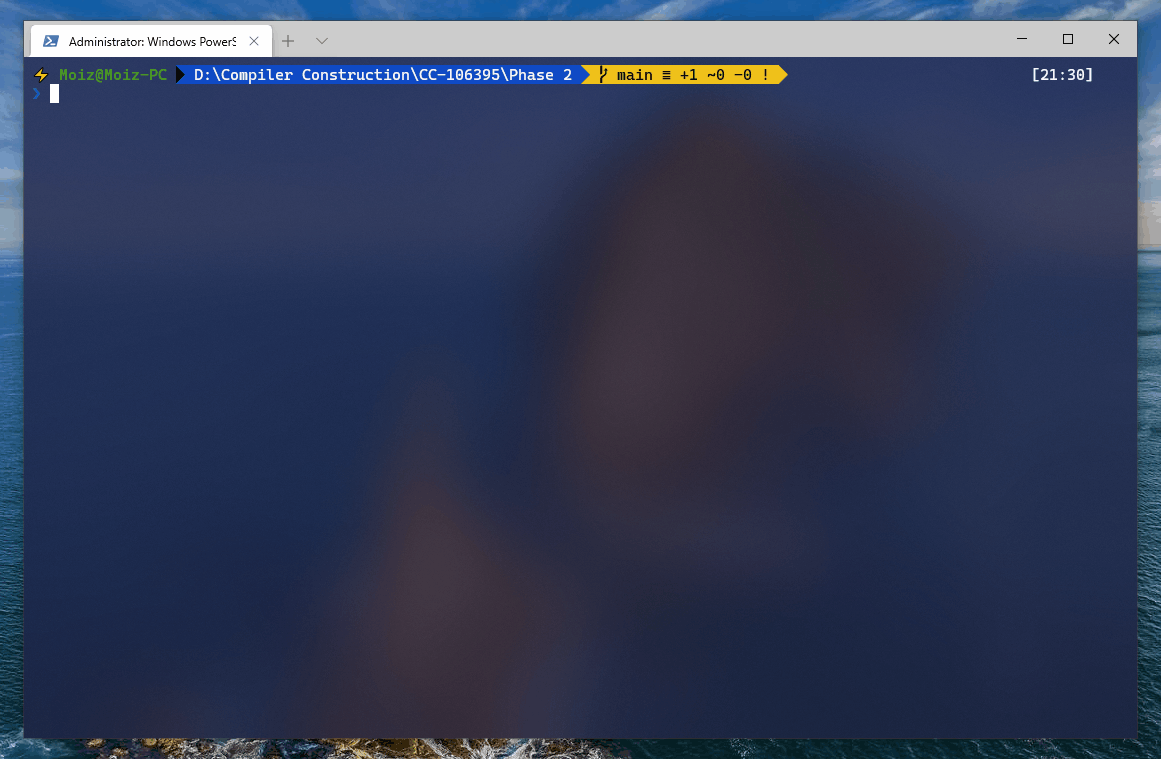 Administrator: Windows PowerS
Moiz@Moiz-PC D:\Compiler Construction\CC-106395\Phase 2 main ≡ +1 ~0 -0 ! [21:30]
❯